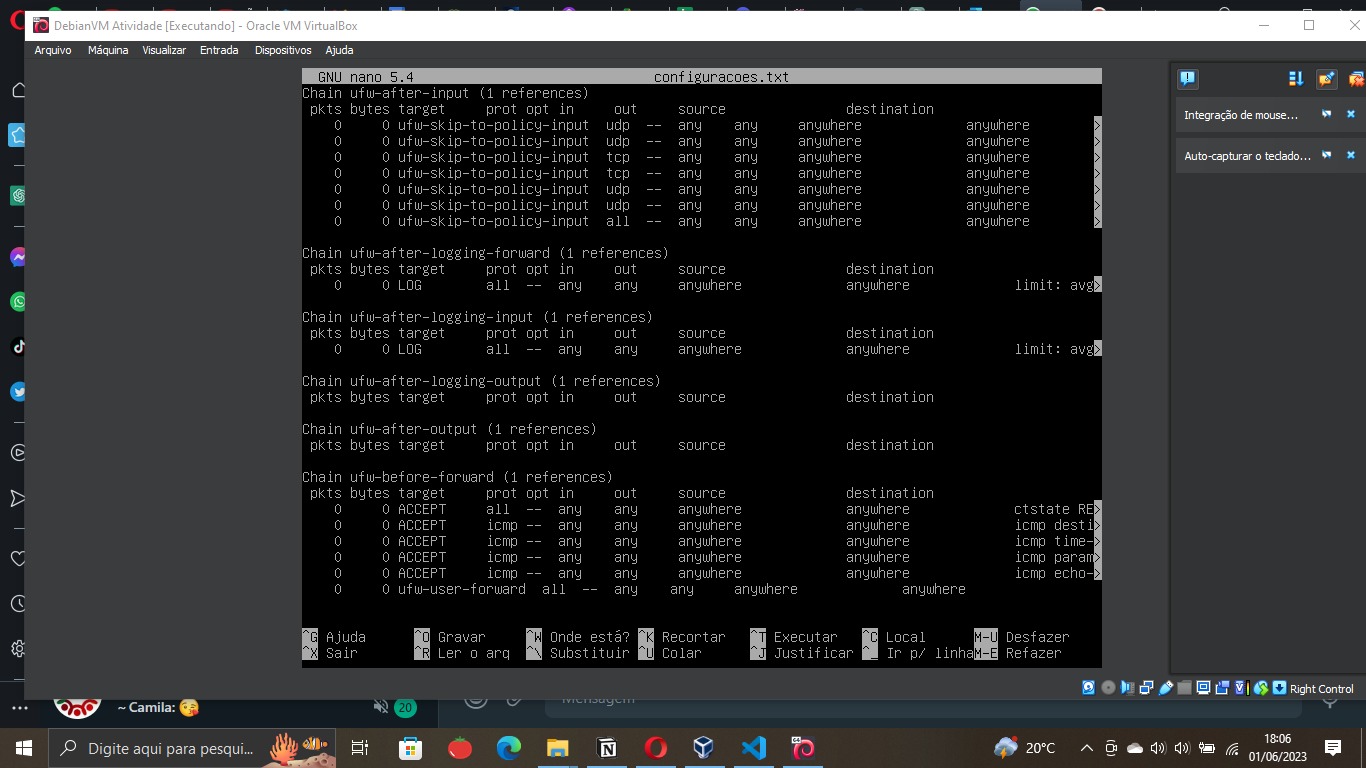 DebianVM Atividade [Executando] - Oracle VM VirtualBox
Arquivo Máquina Visualizar Entrada Dispositivos Ajuda
GNU nano 5.4 configuracoes.txt
Chain ufw-after-input (1 references)
pkts bytes target prot opt in out source destination
0 0 ufw-skip-to-policy-input udp -- any any anywhere anywhere >
0 0 ufw-skip-to-policy-input udp -- any any anywhere anywhere >
0 0 ufw-skip-to-policy-input tcp -- any any anywhere anywhere >
0 0 ufw-skip-to-policy-input tcp -- any any anywhere anywhere >
0 0 ufw-skip-to-policy-input udp -- any any anywhere anywhere >
0 0 ufw-skip-to-policy-input udp -- any any anywhere anywhere >
0 0 ufw-skip-to-policy-input all -- any any anywhere anywhere >
Chain ufw-after-logging-forward (1 references)
pkts bytes target prot opt in out source destination
0 0 LOG all -- any any anywhere anywhere limit: avg>
Chain ufw-after-logging-input (1 references)
pkts bytes target prot opt in out source destination
0 0 LOG all -- any any anywhere anywhere limit: avg>
Chain ufw-after-logging-output (1 references)
pkts bytes target prot opt in out source destination
Chain ufw-after-output (1 references)
pkts bytes target prot opt in out source destination
Chain ufw-before-forward (1 references)
pkts bytes target prot opt in out source destination
0 0 ACCEPT all -- any any anywhere anywhere ctstate RE>
0 0 ACCEPT icmp -- any any anywhere anywhere icmp desti>
0 0 ACCEPT icmp -- any any anywhere anywhere icmp time->
0 0 ACCEPT icmp -- any any anywhere anywhere icmp param>
0 0 ACCEPT icmp -- any any anywhere anywhere icmp echo->
0 0 ufw-user-forward all -- any any anywhere anywhere
^G Ajuda ^O Gravar ^W Onde está? ^K Recortar ^T Executar ^C Local M-U Desfazer
^X Sair ^R Ler o arq ^\ Substituir ^U Colar ^J Justificar ^_ Ir p/ linha M-E Refazer
Integração de mouse...
Auto-capturar o teclado...
Right Control
~ Camila: 😘 20 Mensagem
Digite aqui para pesqui...
20°C
18:06
01/06/2023